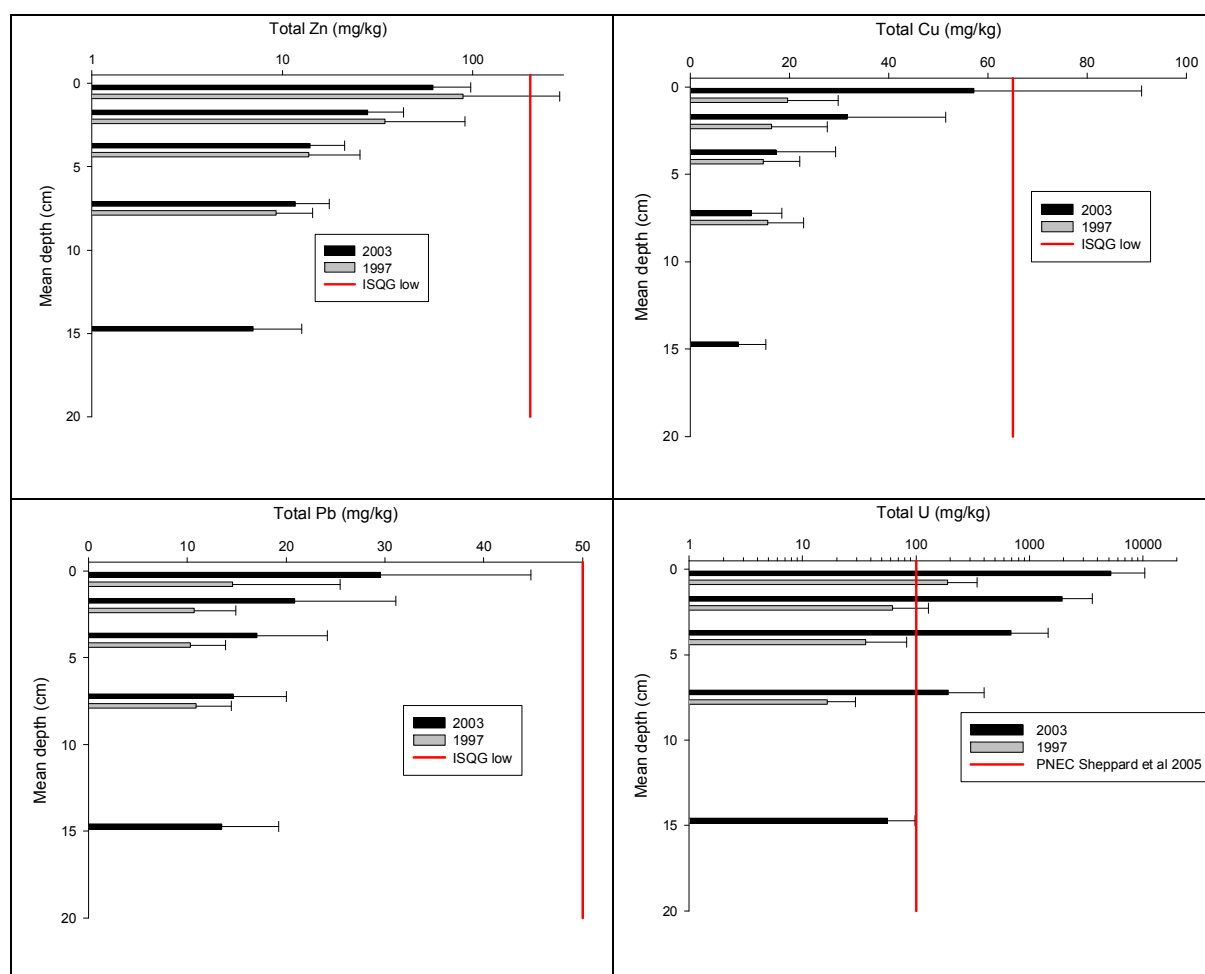 Total Zn (mg/kg)
1 10 100
0
5
10
15
20
Mean depth (cm)
2003
1997
ISQG low
Total Cu (mg/kg)
0 20 40 60 80 100
0
5
10
15
20
Mean depth (cm)
2003
1997
ISQG low
Total Pb (mg/kg)
0 10 20 30 40 50
0
5
10
15
20
Mean depth (cm)
2003
1997
ISQG low
Total U (mg/kg)
1 10 100 1000 10000
0
5
10
15
20
Mean depth (cm)
2003
1997
PNEC Sheppard et al 2005